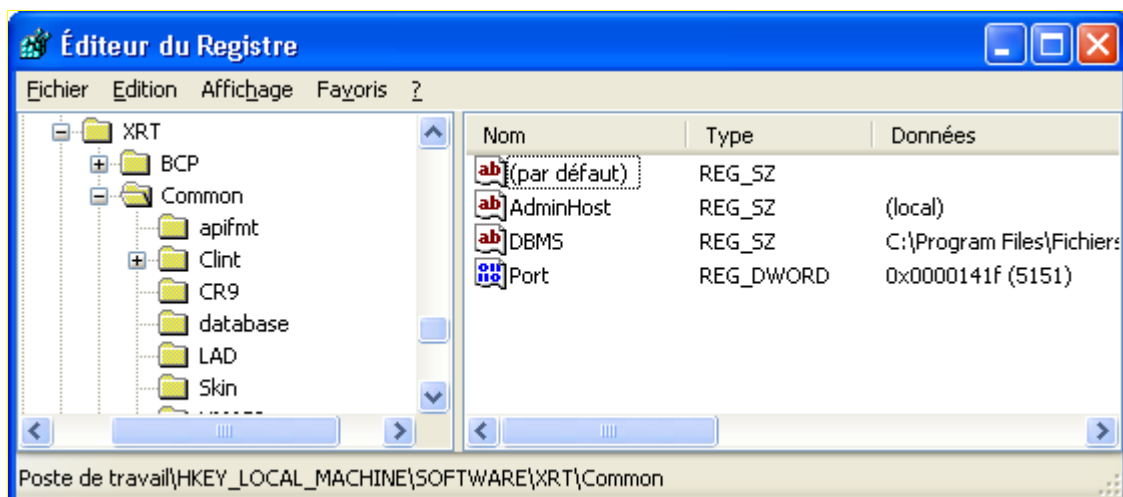 Éditeur du Registre
Fichier Edition Affichage Favoris ?
XRT
BCP
Common
apifmt
Clint
CR9
database
LAD
Skin
Nom Type Données
(par défaut) REG_SZ
AdminHost REG_SZ (local)
DBMS REG_SZ C:\Program Files\Fichiers
Port REG_DWORD 0x0000141f (5151)
Poste de travail\HKEY_LOCAL_MACHINE\SOFTWARE\XRT\Common